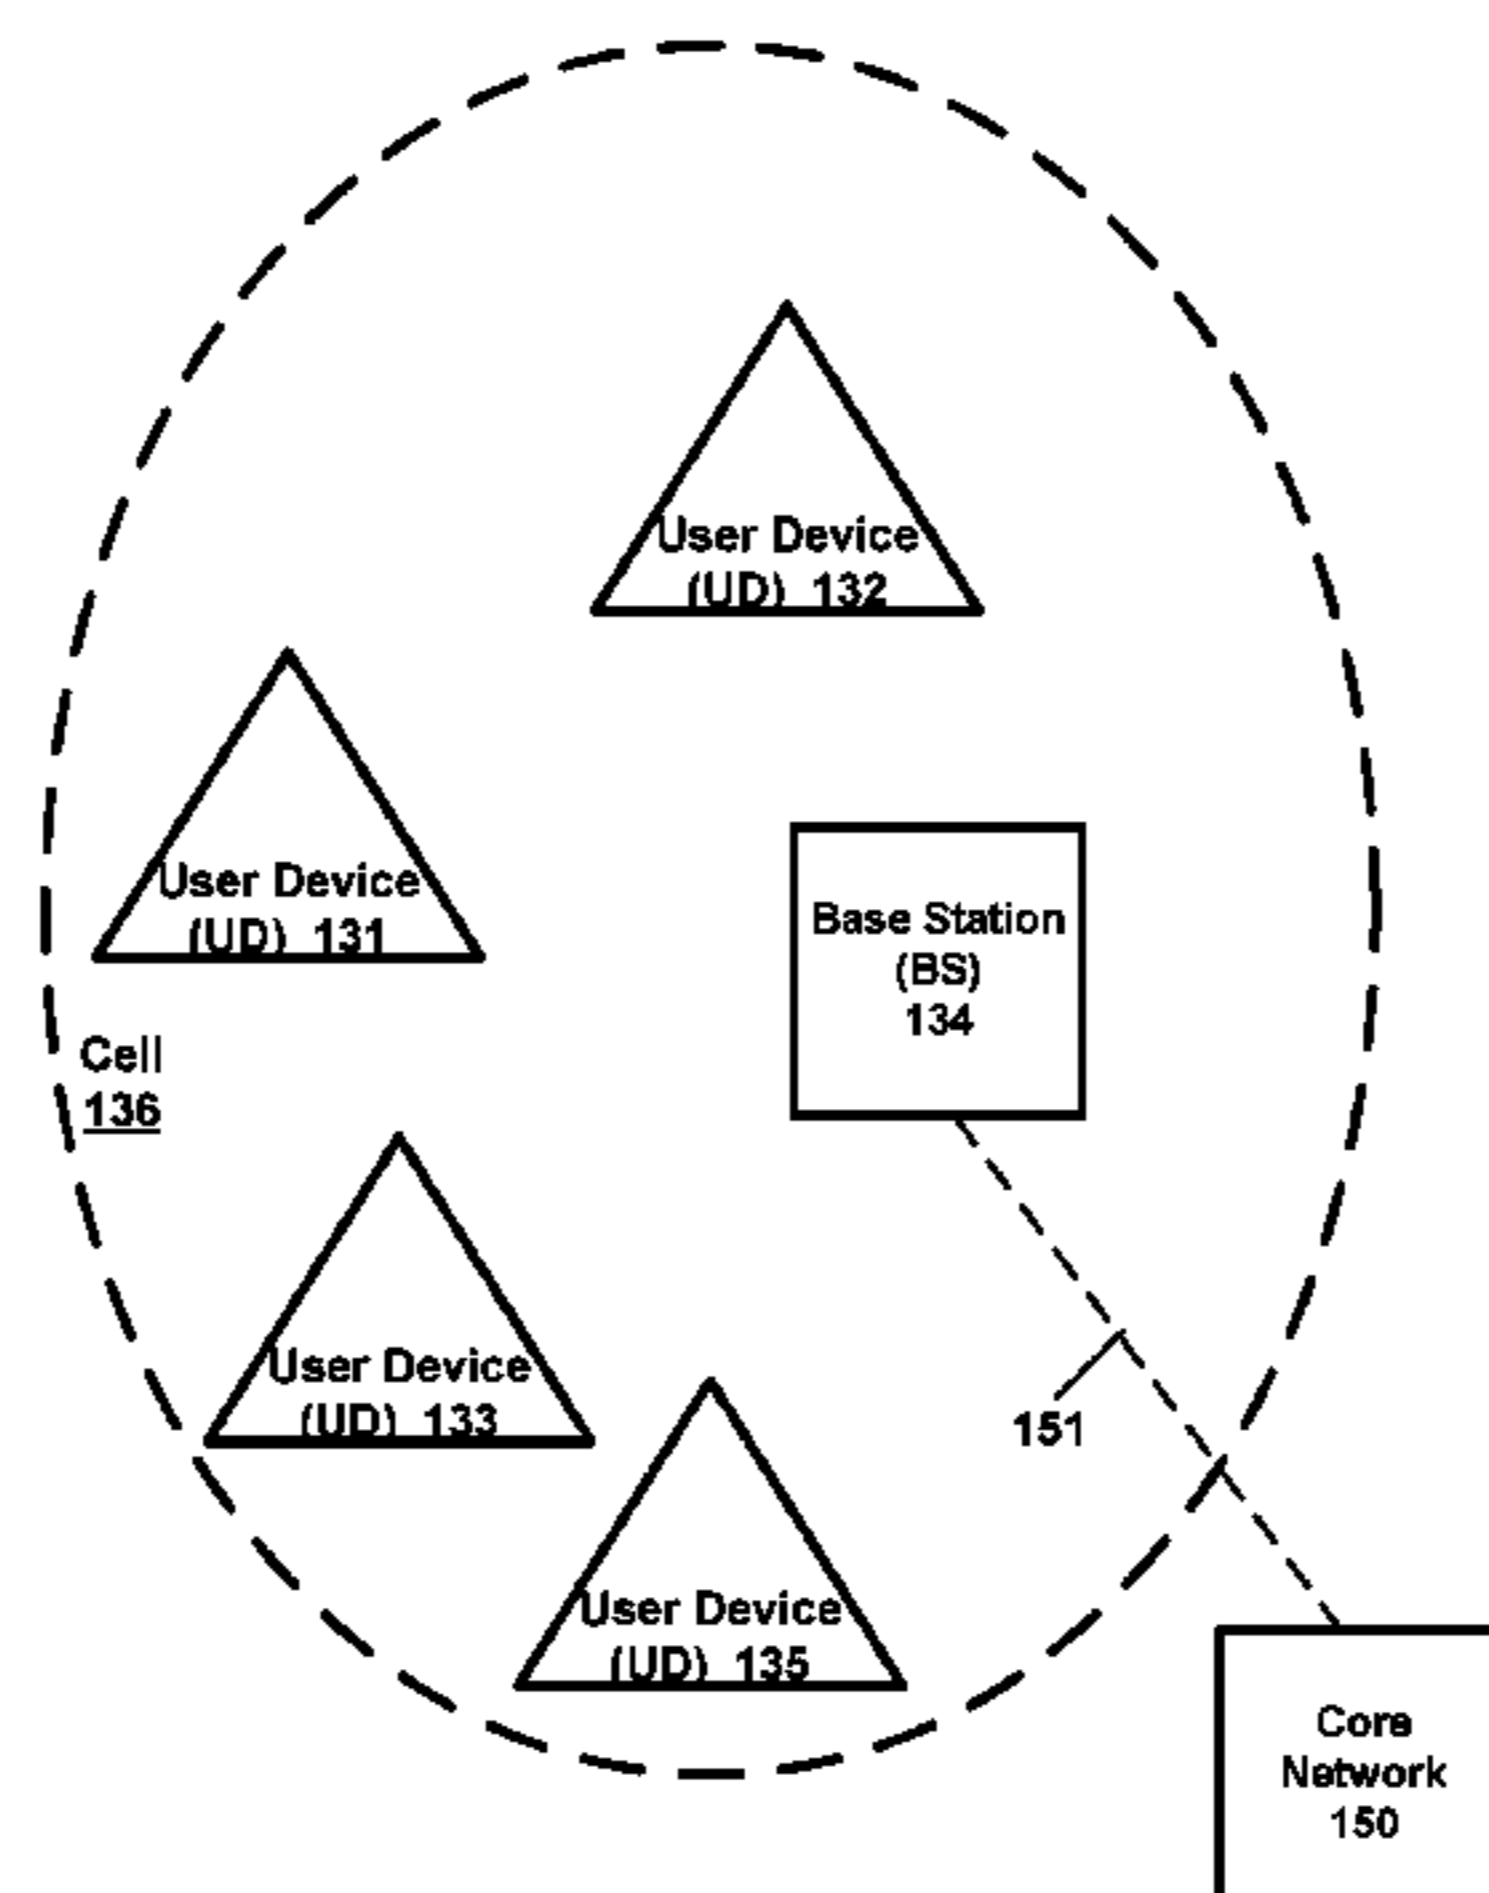 User Device
(UD) 132
User Device
(UD) 131
Base Station
(BS)
134
Cell
136
User Device
(UD) 133
151
User Device
(UD) 135
Core
Network
150